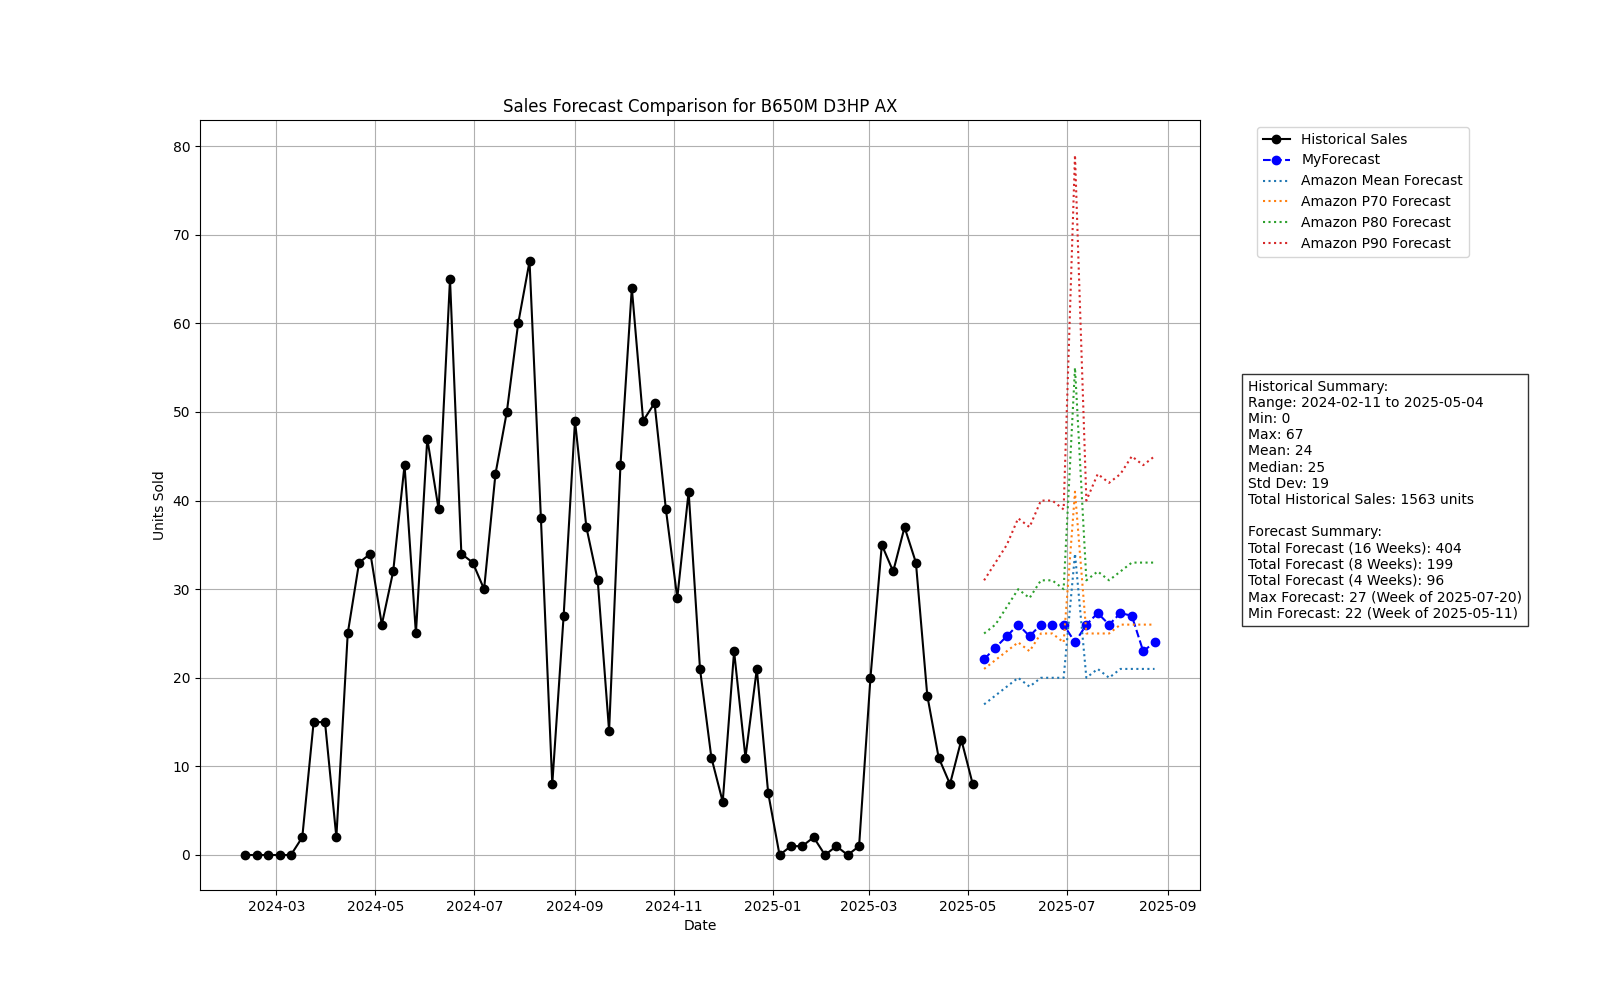 Sales Forecast Comparison for B650M D3HP AX
Units Sold
80
70
60
50
40
30
20
10
0
2024-03
2024-05
2024-07
2024-09
2024-11
2025-01
2025-03
2025-05
2025-07
2025-09
Date
Historical Sales
MyForecast
Amazon Mean Forecast
Amazon P70 Forecast
Amazon P80 Forecast
Amazon P90 Forecast
Historical Summary:
Range: 2024-02-11 to 2025-05-04
Min: 0
Max: 67
Mean: 24
Median: 25
Std Dev: 19
Total Historical Sales: 1563 units
Forecast Summary:
Total Forecast (16 Weeks): 404
Total Forecast (8 Weeks): 199
Total Forecast (4 Weeks): 96
Max Forecast: 27 (Week of 2025-07-20)
Min Forecast: 22 (Week of 2025-05-11)